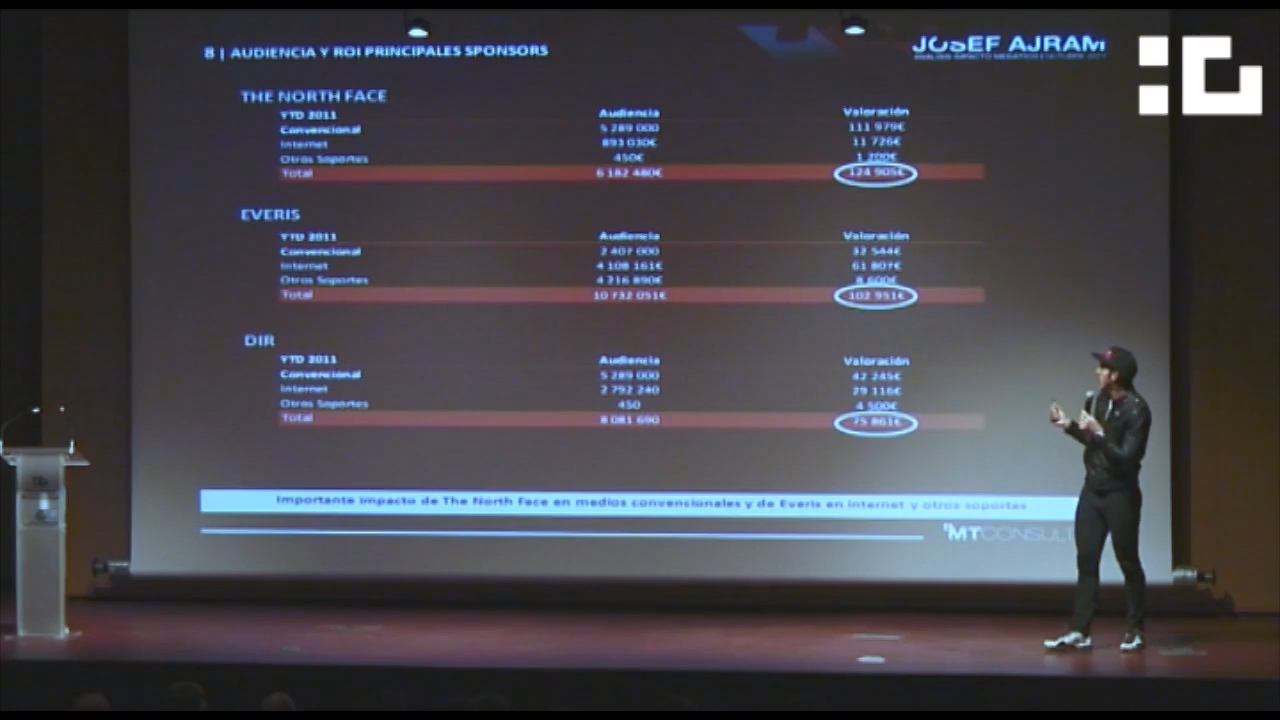 8 | AUDIENCIA Y ROI PRINCIPALES SPONSORS
JOSEF AJRAM
THE NORTH FACE
YTD 2011 Audiencia Valoración
Convencional 5 289 000 111 979€
Internet 893 030€ 11 726€
Otros Soportes 450€ 1 200€
Total 6 182 480€ 124 905€
EVERIS
YTD 2011 Audiencia Valoración
Convencional 2 407 000 32 544€
Internet 4 108 161€ 61 807€
Otros Soportes 4 216 890€ 8 600€
Total 10 732 051€ 102 951€
DIR
YTD 2011 Audiencia Valoración
Convencional 5 289 000 42 245€
Internet 2 792 240 29 116€
Otros Soportes 450 4 500€
Total 8 081 690 75 861€
Importante impacto de The North Face en medios convencionales y de Everis en internet y otros soportes
MTCONSULT